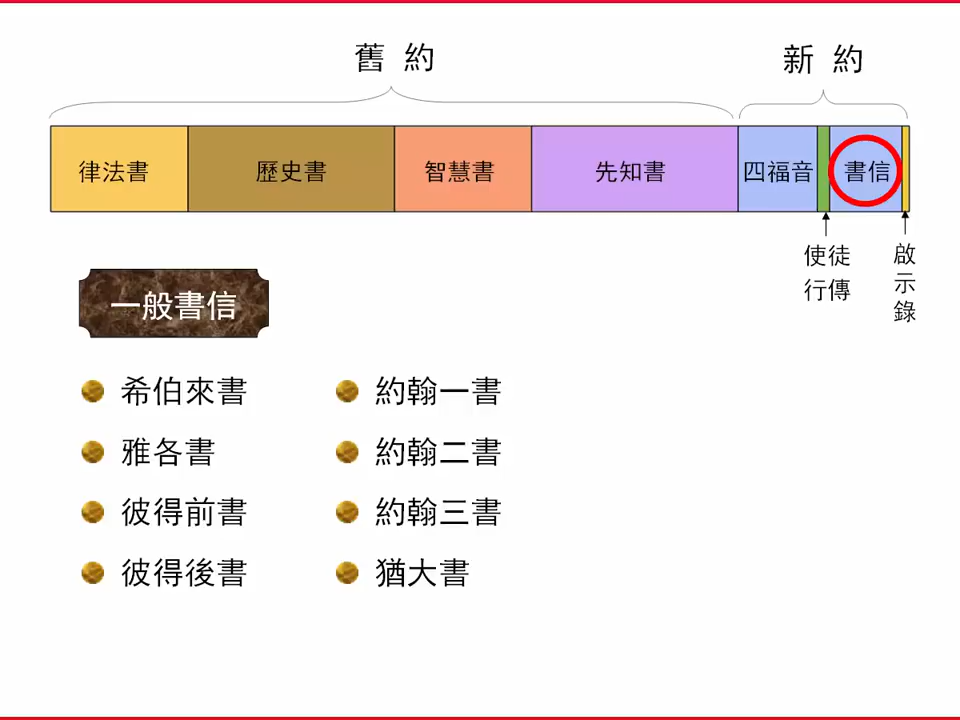 舊 約
新 約
律法書
歷史書
智慧書
先知書
四福音
書信
使徒
行傳
啟
示
錄
一般書信
希伯來書
雅各書
彼得前書
彼得後書
約翰一書
約翰二書
約翰三書
猶大書